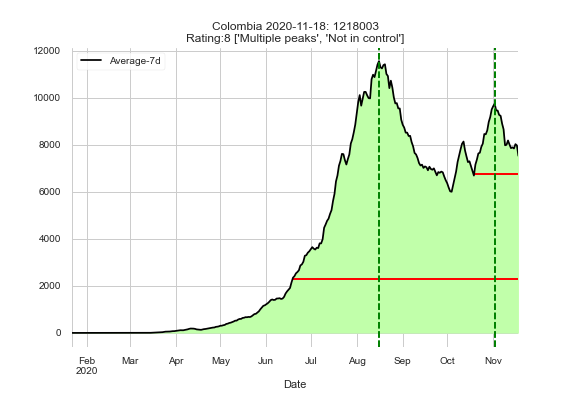 Colombia 2020-11-18: 1218003
Rating:8 ['Multiple peaks', 'Not in control']
Average-7d
12000
10000
8000
6000
4000
2000
0
Feb Mar Apr May Jun Jul Aug Sep Oct Nov
2020
Date